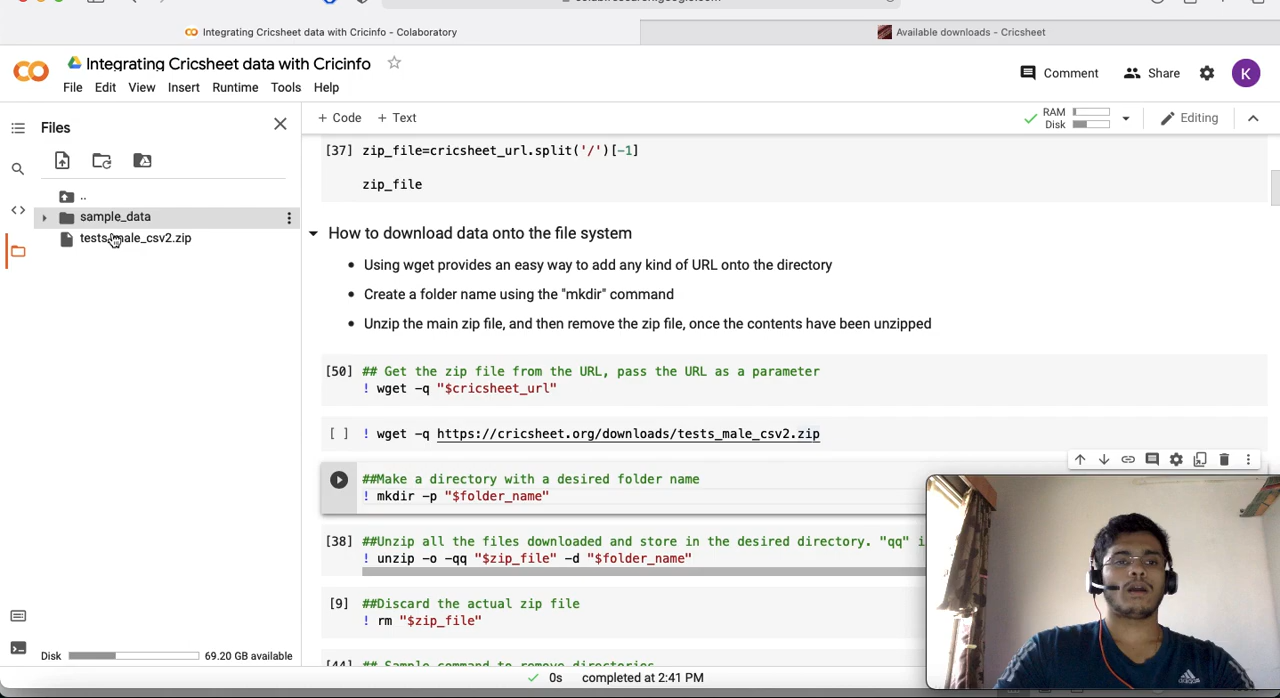 Integrating Cricsheet data with Cricinfo - Colaboratory
Available downloads - Cricsheet
Integrating Cricsheet data with Cricinfo
Comment
Share
K
File Edit View Insert Runtime Tools Help
Files
+ Code + Text
RAM
Disk
Editing
..
sample_data
tests_male_csv2.zip
[37] zip_file=cricsheet_url.split('/')[-1]
zip_file
How to download data onto the file system
• Using wget provides an easy way to add any kind of URL onto the directory
• Create a folder name using the "mkdir" command
• Unzip the main zip file, and then remove the zip file, once the contents have been unzipped
[50] ## Get the zip file from the URL, pass the URL as a parameter
! wget -q "$cricsheet_url"
[ ] ! wget -q https://cricsheet.org/downloads/tests_male_csv2.zip
##Make a directory with a desired folder name
! mkdir -p "$folder_name"
[38] ##Unzip all the files downloaded and store in the desired directory. "qq" i
! unzip -o -qq "$zip_file" -d "$folder_name"
[9] ##Discard the actual zip file
! rm "$zip_file"
[44] ## Sample command to remove directories
Disk
69.20 GB available
0s completed at 2:41 PM
adidas